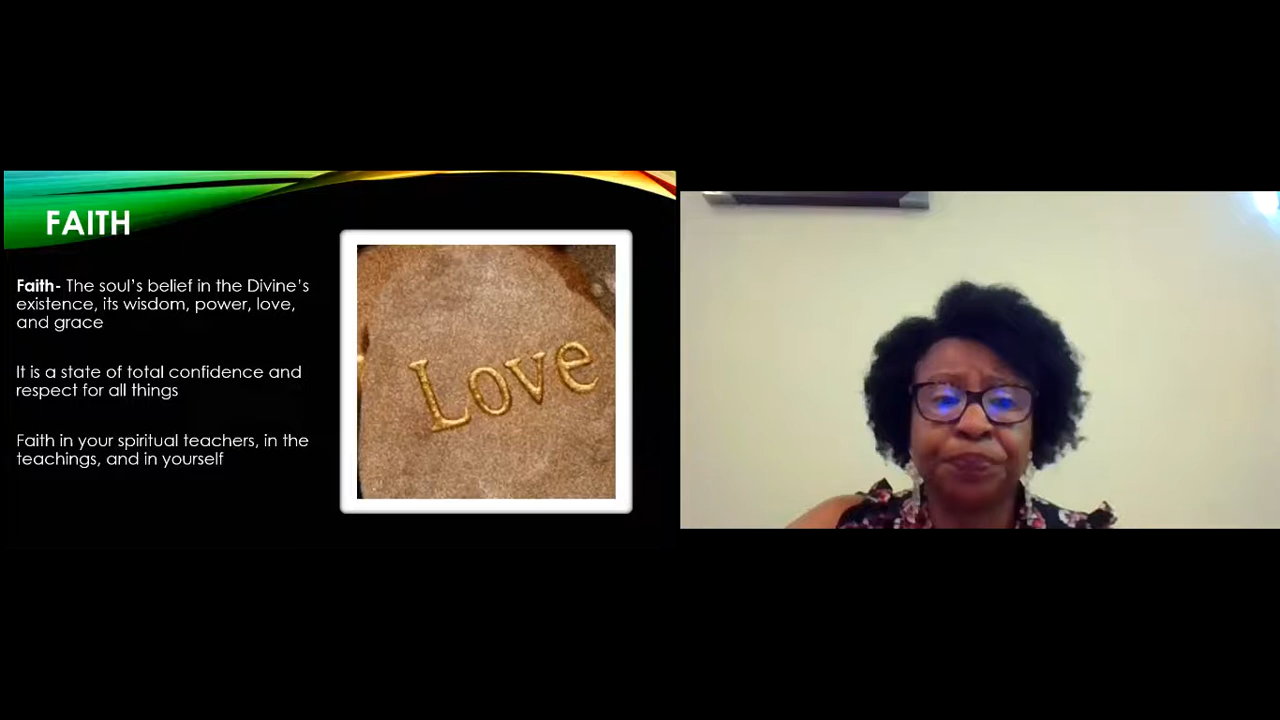 FAITH
Faith- The soul's belief in the Divine's
existence, its wisdom, power, love,
and grace
It is a state of total confidence and
respect for all things
Faith in your spiritual teachers, in the
teachings, and in yourself
Love